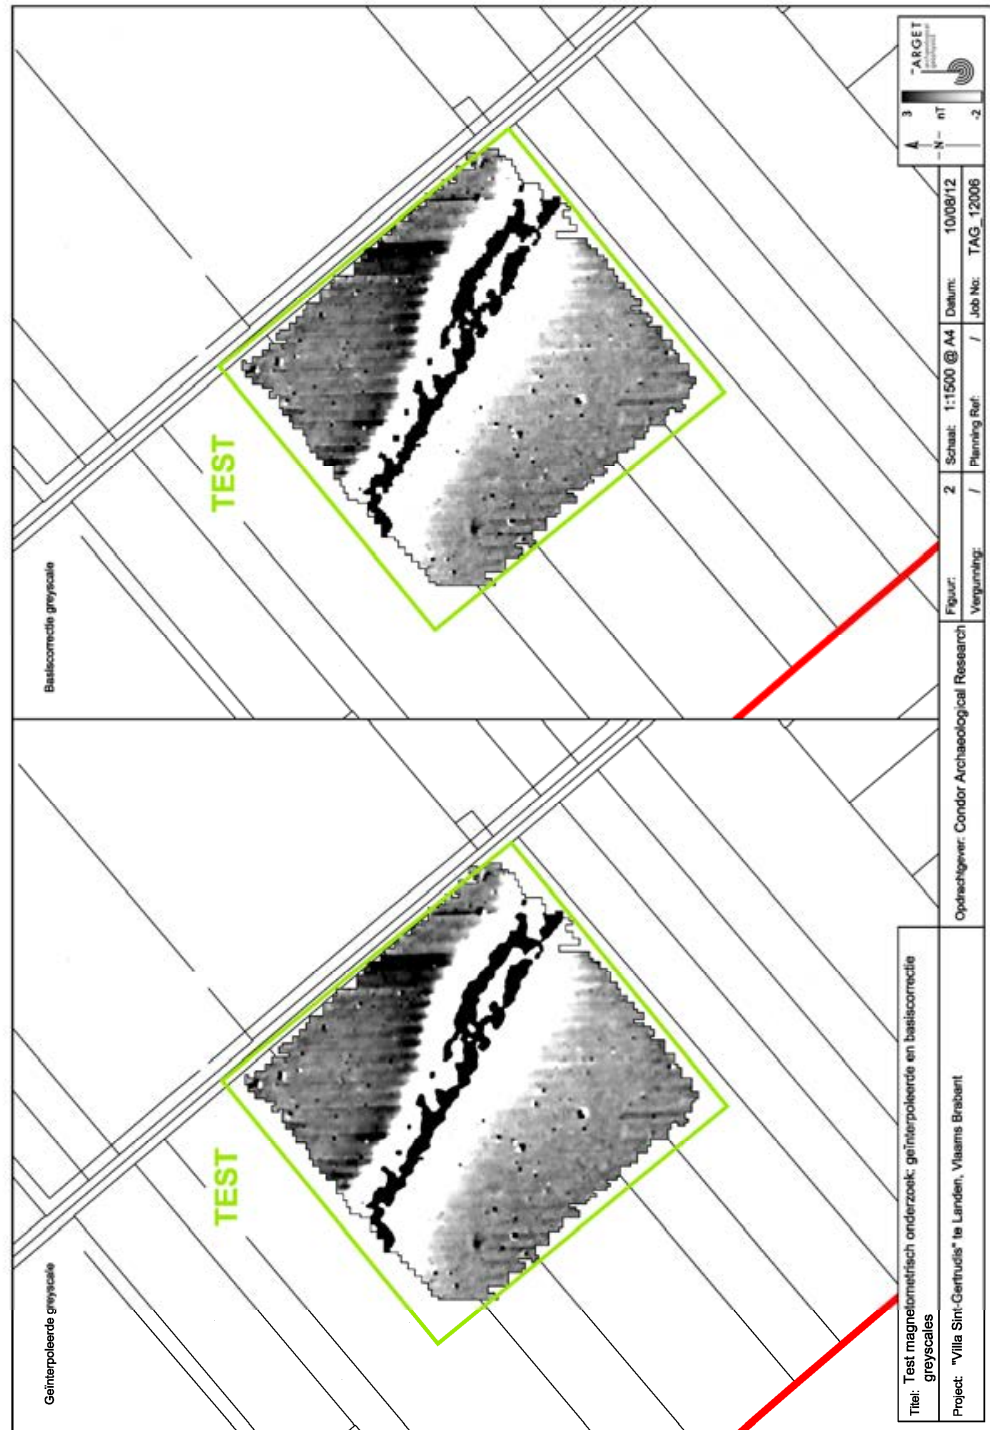 Geïnterpoleerde greyscale
TEST
Basiscorrectie greyscale
TEST
Titel: Test magnetometrisch onderzoek: geïnterpoleerde en basiscorrectie
greyscales
Project: "Villa Sint-Gertrudis" te Landen, Vlaams Brabant
Opdrachtgever: Condor Archaeological Research
Figuur: 2
Vergunning: /
Schaal: 1:1500 @ A4
Planning Ref: /
Datum: 10/08/12
Job No: TAG_12006
N
3
nT
-2
ARGET
archaeological
geophysics